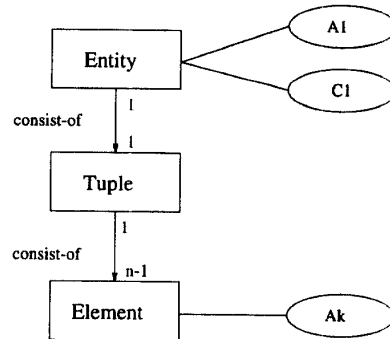 A1
Entity
C1
1
consist-of
1
Tuple
1
consist-of
n-1
Element
Ak